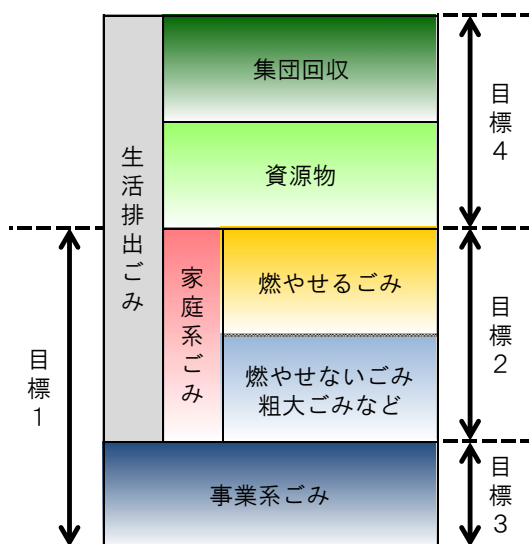 集団回収
資源物
生活排出ごみ
家庭系ごみ
燃やせるごみ
燃やせないごみ
粗大ごみなど
事業系ごみ
目標1
目標4
目標2
目標3